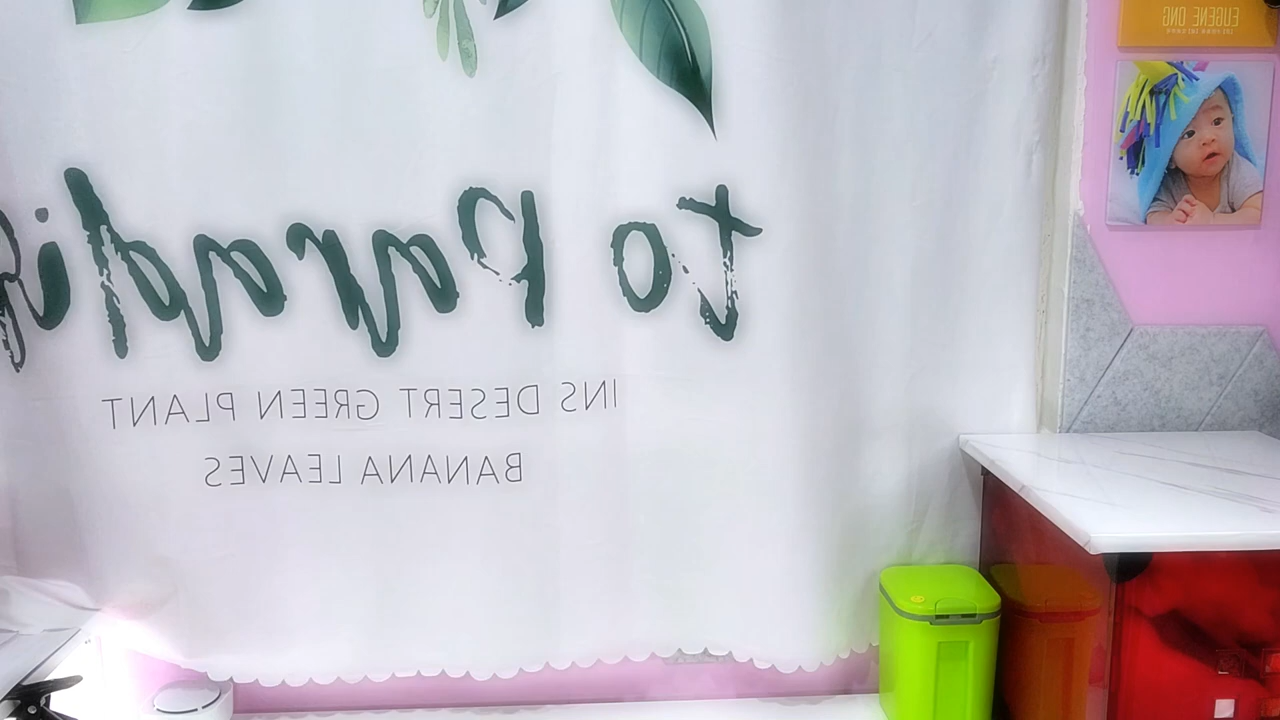 to Paradi
INS DESERT GREEN PLANT
BANANA LEAVES
EUGENE ONG